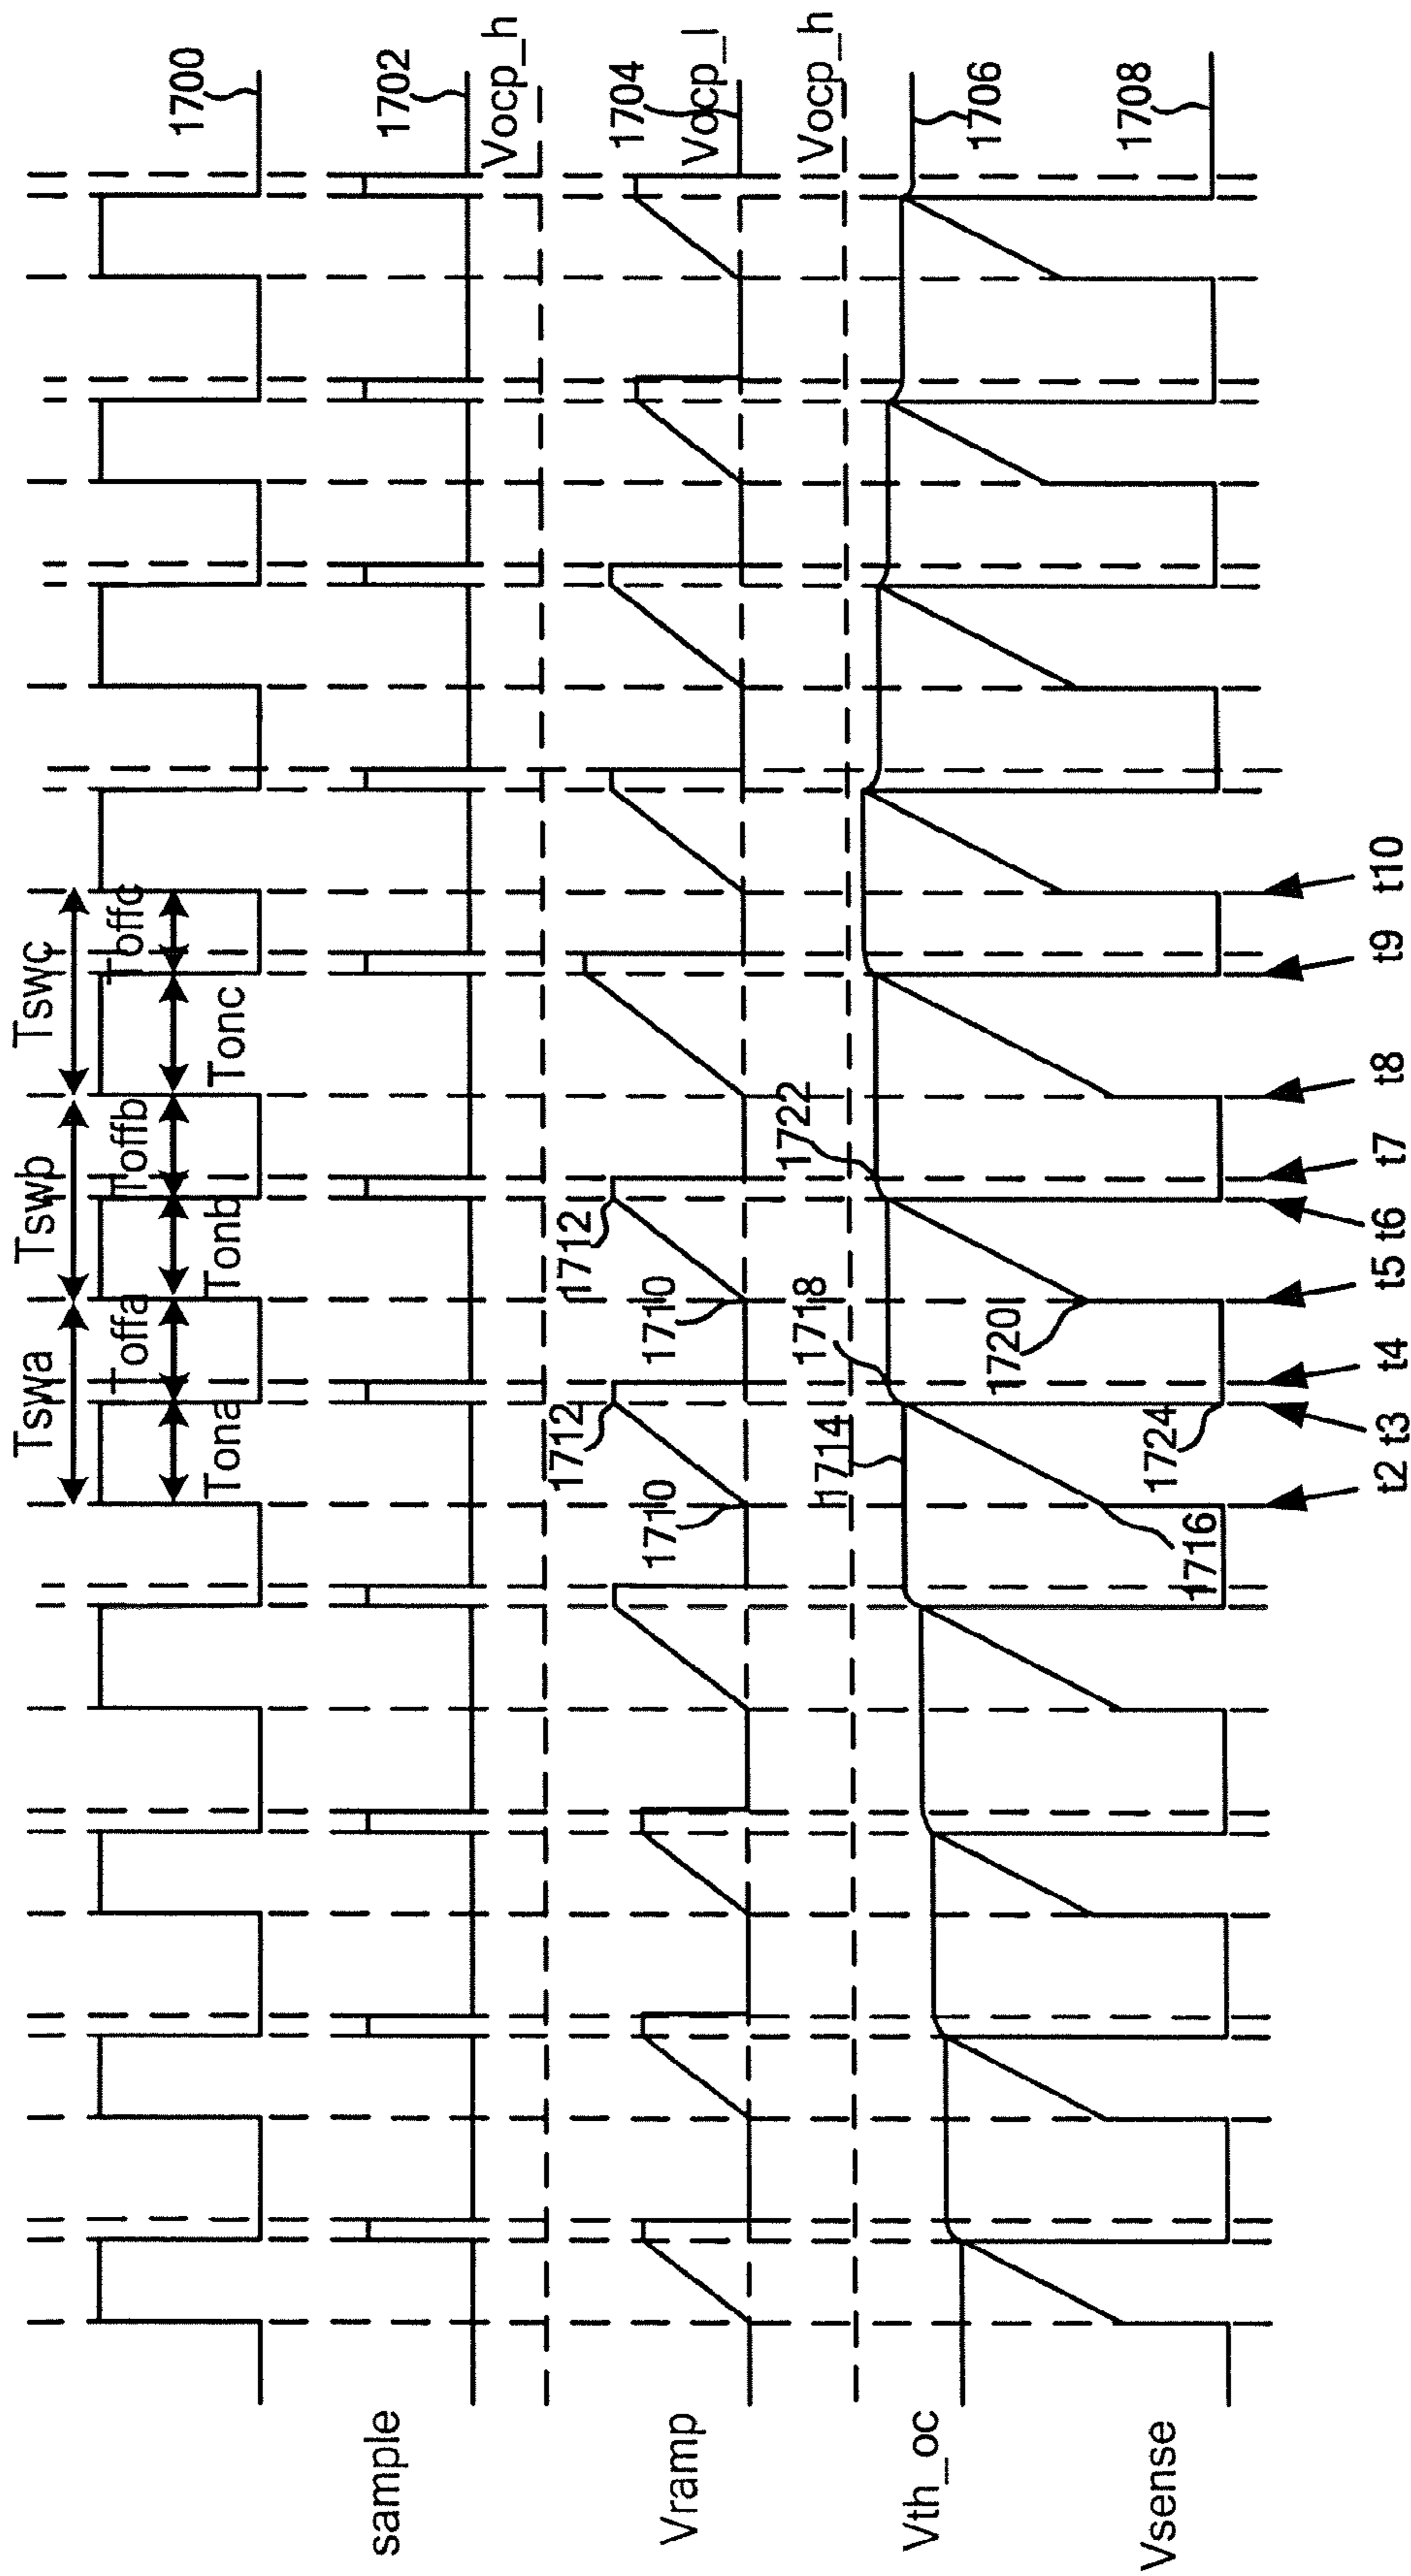 Tswa
Tswb
Tswc
Tona
Toffa
Tonb
Toffb
Tonc
Toffc
1700
sample
1702
Vocp_h
Vramp
1710
1712
1710
1712
1704
Vocp_l
Vocp_h
Vth_oc
1714
1718
1722
1706
Vsense
1716
1724
1720
1708
t2
t3
t4
t5
t6
t7
t8
t9
t10